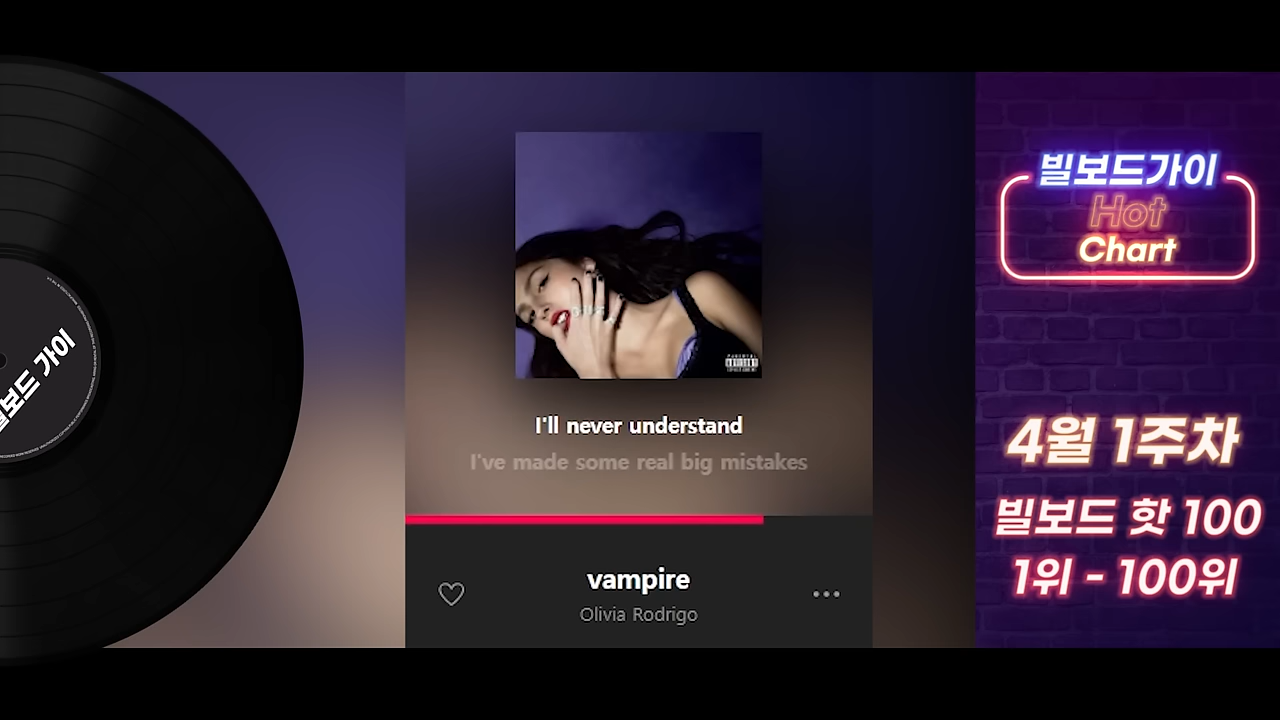 보드 가이
I'll never understand
I've made some real big mistakes
vampire
Olivia Rodrigo
빌보드가이
Hot
Chart
4월 1주차
빌보드 핫 100
1위 - 100위